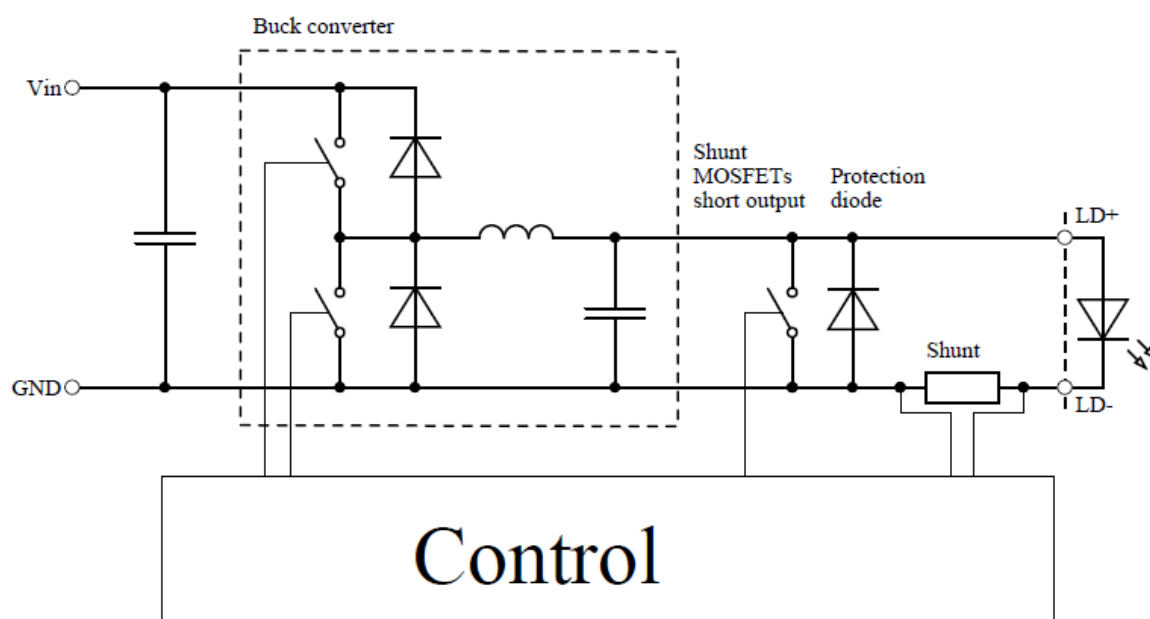 Buck converter
Vin
Shunt
MOSFETs
short output
Protection
diode
LD+
Shunt
GND
LD-
Control